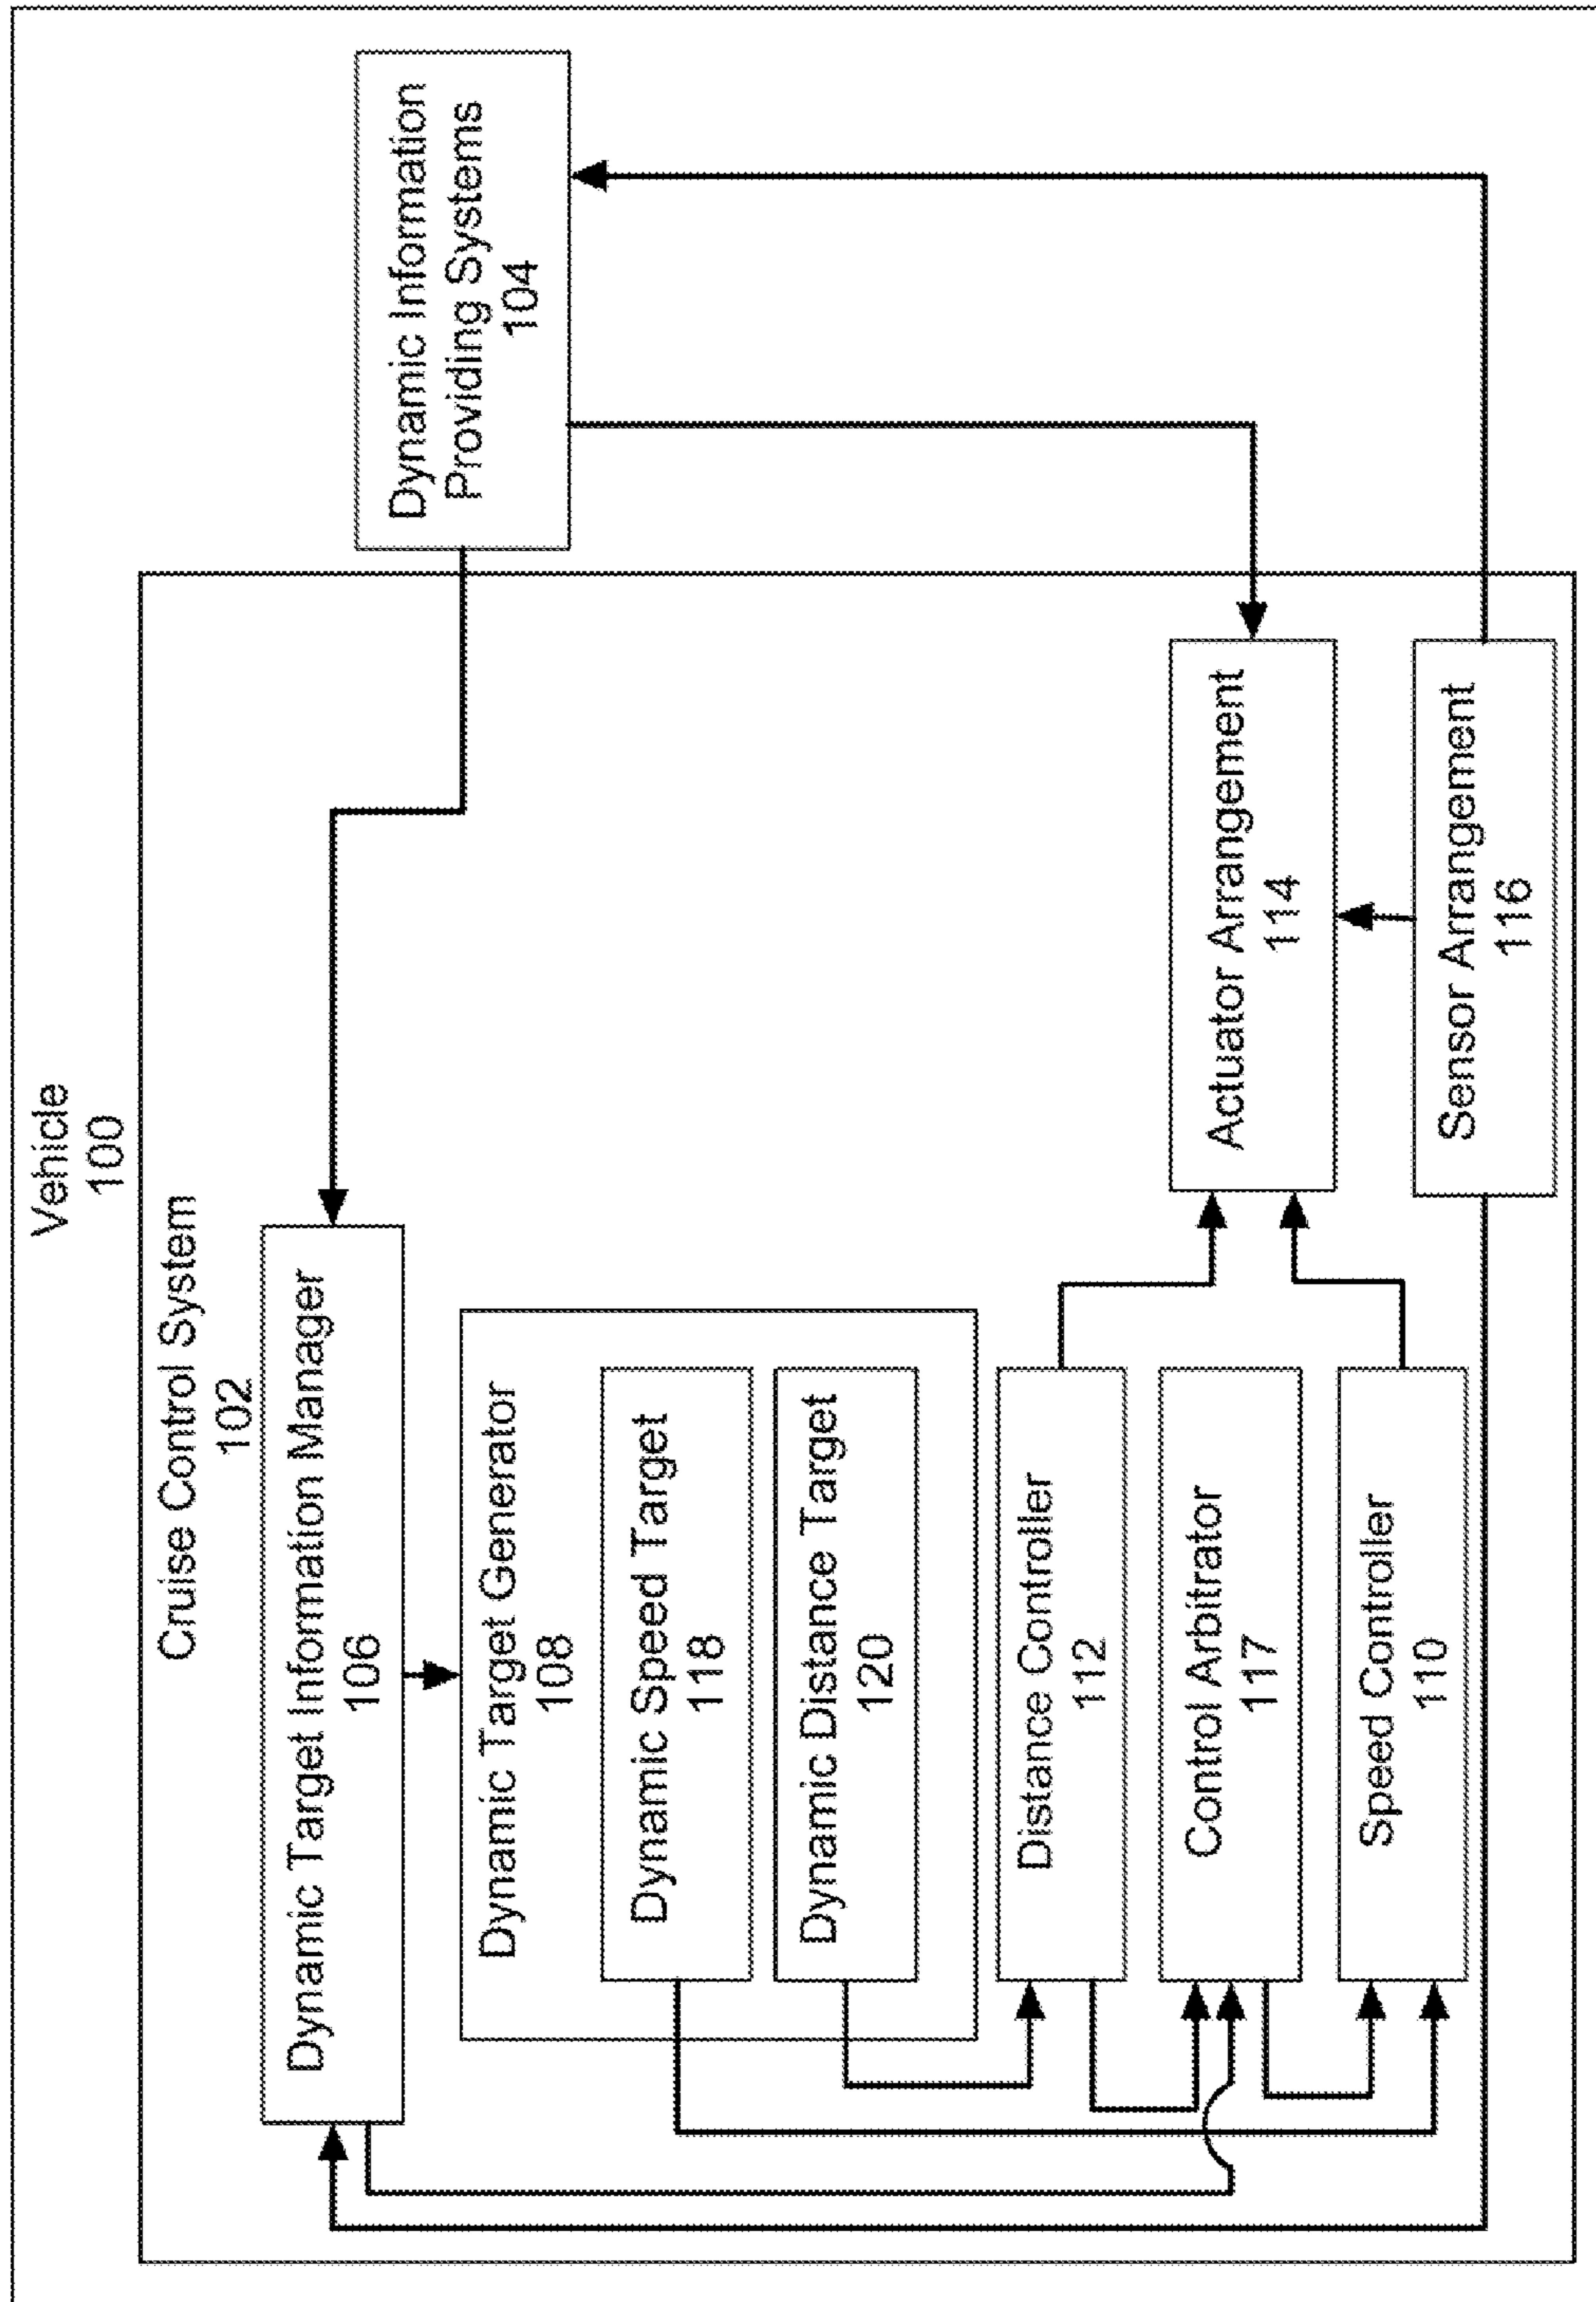 Vehicle
100
Cruise Control System
102
Dynamic Target Information Manager
106
Dynamic Information
Providing Systems
104
Dynamic Target Generator
108
Dynamic Speed Target
118
Dynamic Distance Target
120
Distance Controller
112
Control Arbitrator
117
Speed Controller
110
Actuator Arrangement
114
Sensor Arrangement
116